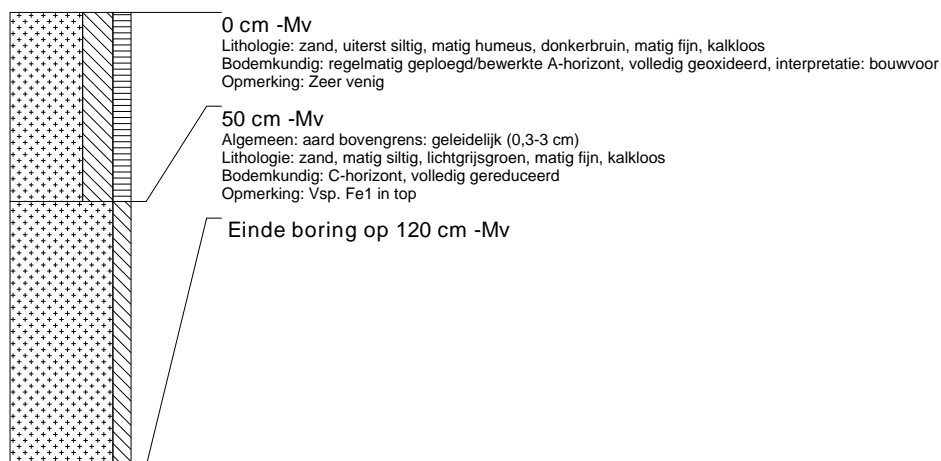 0 cm -Mv
Lithologie: zand, uiterst siltig, matig humeus, donkerbruin, matig fijn, kalkloos
Bodemkundig: regelmatig geploegd/bewerkte A-horizont, volledig geoxideerd, interpretatie: bouwvoor
Opmerking: Zeer venig
50 cm -Mv
Algemeen: aard bovengrens: geleidelijk (0,3-3 cm)
Lithologie: zand, matig siltig, lichtgrijsgroen, matig fijn, kalkloos
Bodemkundig: C-horizont, volledig gereduceerd
Opmerking: Vsp. Fe1 in top
Einde boring op 120 cm -Mv